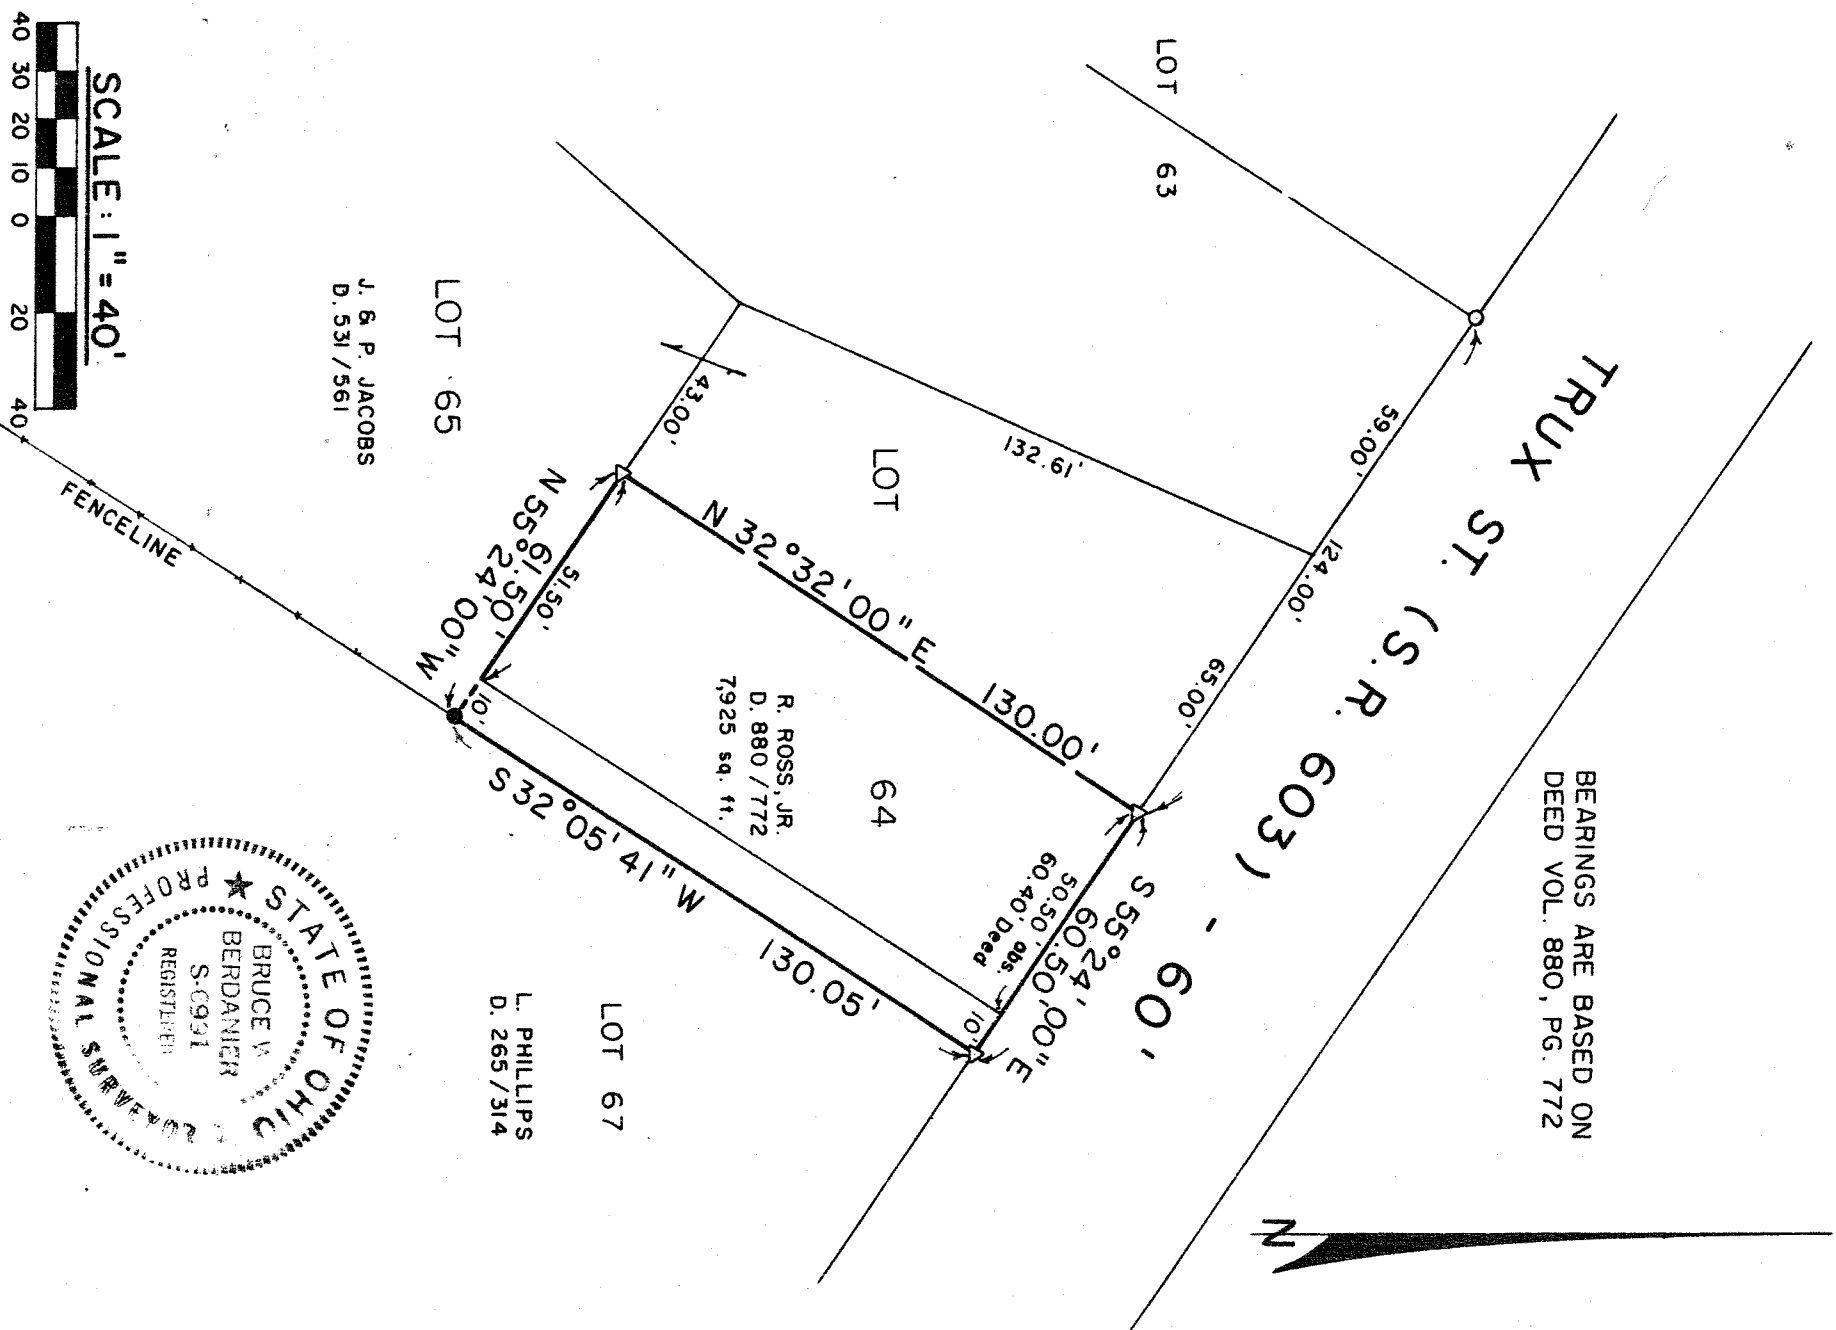 BEARINGS ARE BASED ON
DEED VOL. 880, PG. 772
N
TRUX ST. (S.R. 603) - 60'
LOT 63
59.00'
124.00'
65.00'
132.61'
S 55°24'00"E
60.50'
50.50' obs.
60.40' Deed
10'
N 32°32'00"E 130.00'
LOT 64
R. ROSS, JR.
D. 880/772
7,925 sq. ft.
43.00'
51.50'
61.50'
N 55°24'00"W
10'
S 32°05'41"W 130.05'
LOT 67
L. PHILLIPS
D. 265/314
LOT 65
J. & P. JACOBS
D. 531/561
FENCELINE
STATE OF OHIO
PROFESSIONAL SURVEYOR
BRUCE W
BERDANIER
REGISTERED
SCALE: 1" = 40'
40 30 20 10 0 20 40